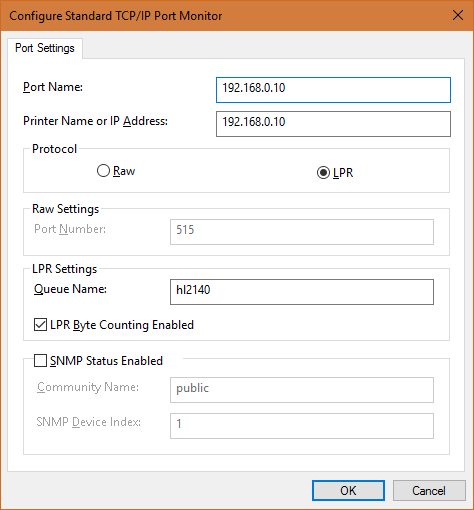 Configure Standard TCP/IP Port Monitor
Port Settings
Port Name: 192.168.0.10
Printer Name or IP Address: 192.168.0.10
Protocol
Raw LPR
Raw Settings
Port Number: 515
LPR Settings
Queue Name: hl2140
LPR Byte Counting Enabled
SNMP Status Enabled
Community Name: public
SNMP Device Index: 1
OK Cancel